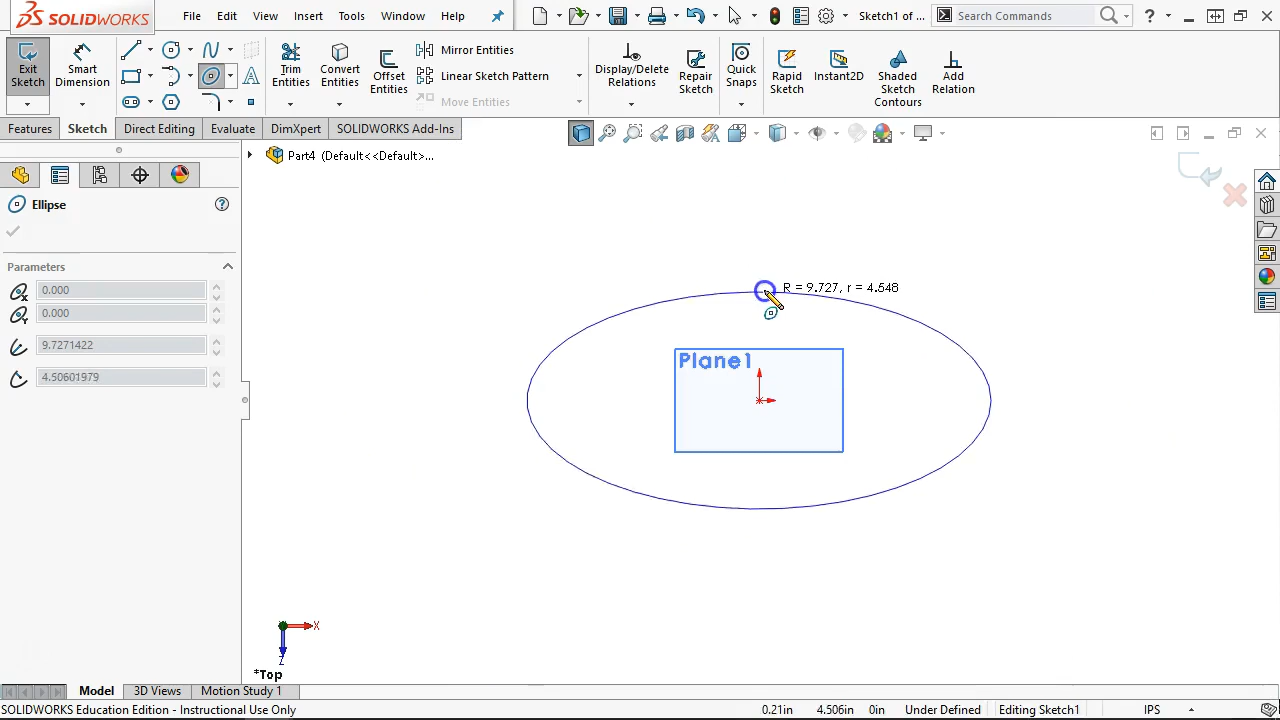 SOLIDWORKS File Edit View Insert Tools Window Help Sketch1 of ... Search Commands ?
Exit Sketch
Smart Dimension
Trim Entities
Convert Entities
Offset Entities
Mirror Entities
Linear Sketch Pattern
Move Entities
Display/Delete Relations
Repair Sketch
Quick Snaps
Rapid Sketch
Instant2D
Shaded Sketch Contours
Add Relation
Features Sketch Direct Editing Evaluate DimXpert SOLIDWORKS Add-Ins
Part4 (Default<<Default>...
Ellipse ?
Parameters
0.000
0.000
9.7271422
4.50601979
R = 9.727, r = 4.548
Plane1
X
Z
*Top
Model 3D Views Motion Study 1
SOLIDWORKS Education Edition - Instructional Use Only 0.21in 4.506in 0in Under Defined Editing Sketch1 IPS